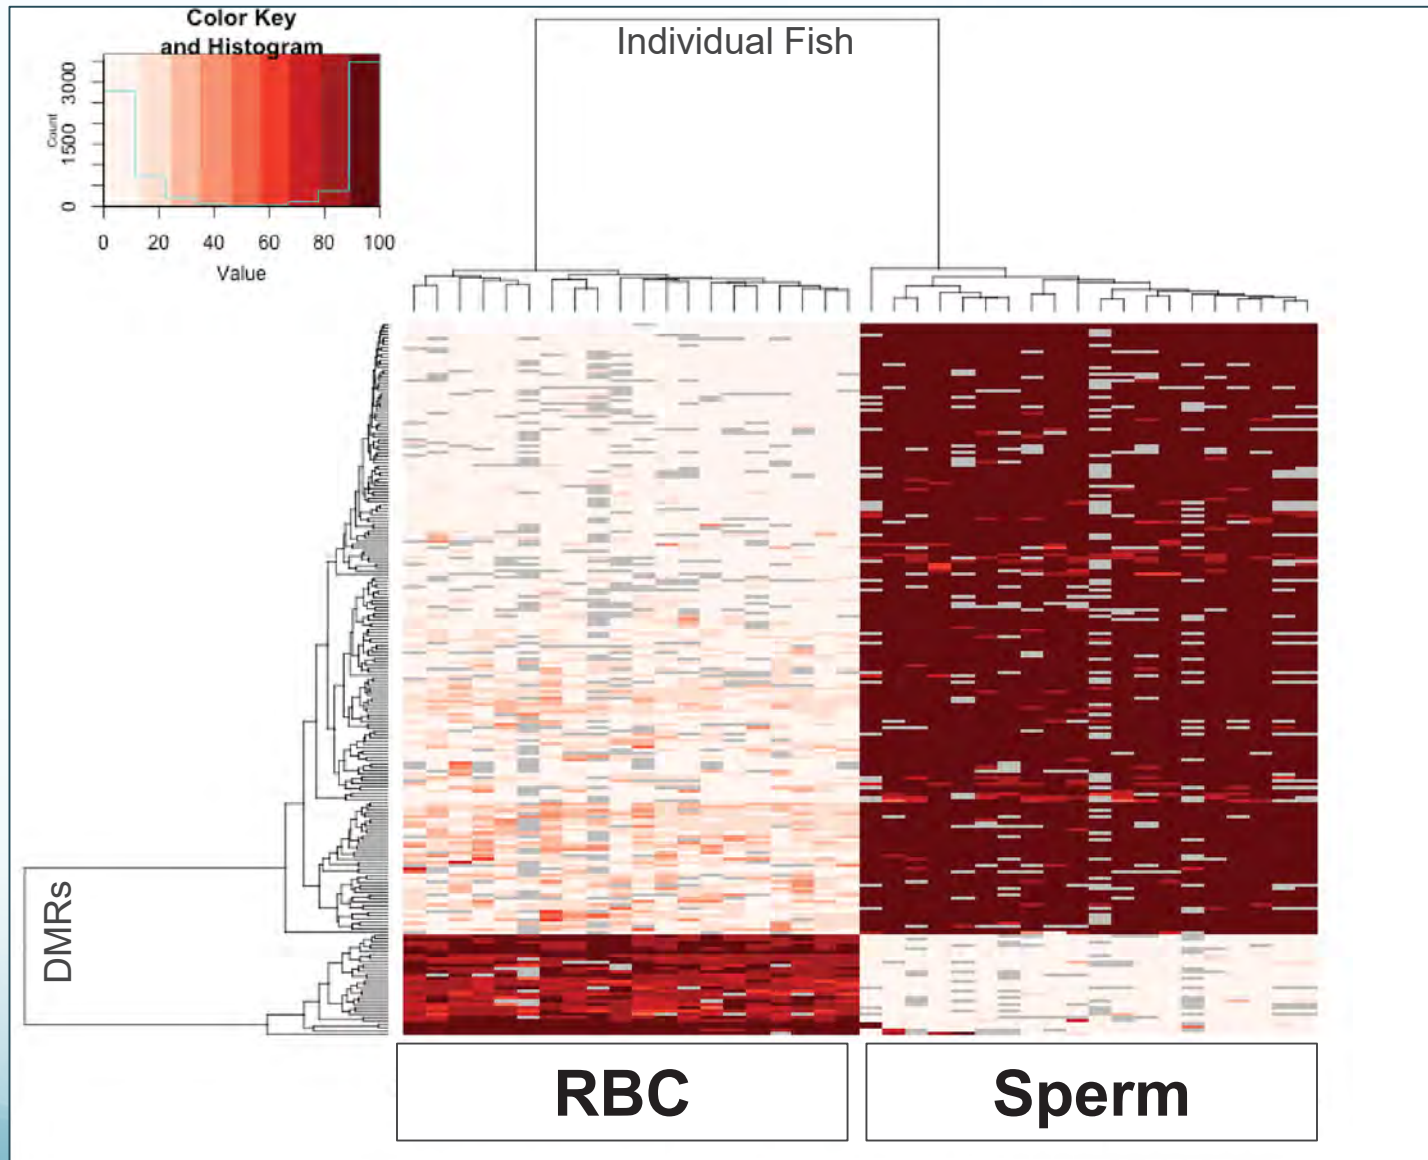 Color Key
and Histogram
Count
0
1500
3000
0 20 40 60 80 100
Value
Individual Fish
DMRs
RBC
Sperm